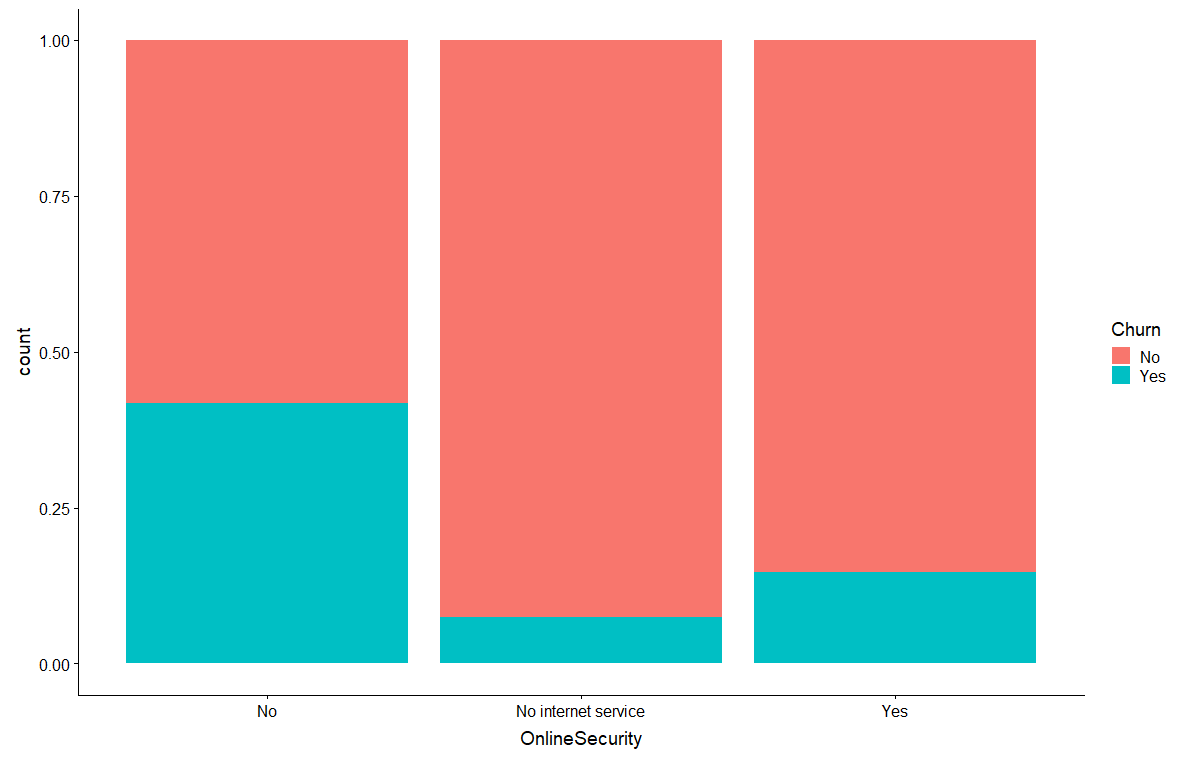 count
1.00
0.75
0.50
0.25
0.00
No
No internet service
Yes
OnlineSecurity
Churn
No
Yes